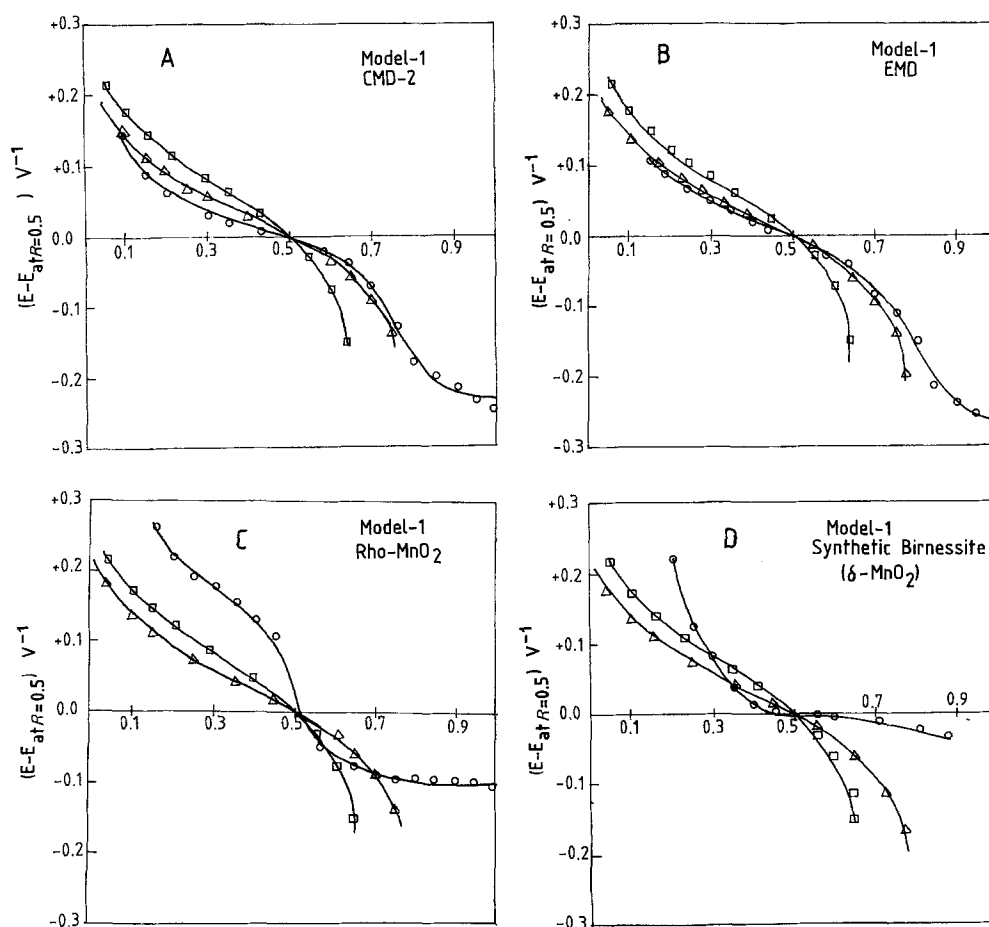 +0.3
A
Model-1
CMD-2
+0.2
+0.1
0.0
0.1 0.3 0.5 0.7 0.9
-0.1
-0.2
-0.3
(E-E at R=0.5) V⁻¹
+0.3
B
Model-1
EMD
+0.2
+0.1
0.0
0.1 0.3 0.5 0.7 0.9
-0.1
-0.2
-0.3
(E-E at R=0.5) V⁻¹
+0.3
C
Model-1
Rho-MnO₂
+0.2
+0.1
0.0
0.1 0.3 0.5 0.7 0.9
-0.1
-0.2
-0.3
(E-E at R=0.5) V⁻¹
+0.3
D
Model-1
Synthetic Birnessite
(δ-MnO₂)
+0.2
+0.1
0.0
0.1 0.3 0.5 0.7 0.9
-0.1
-0.2
-0.3
(E-E at R=0.5) V⁻¹